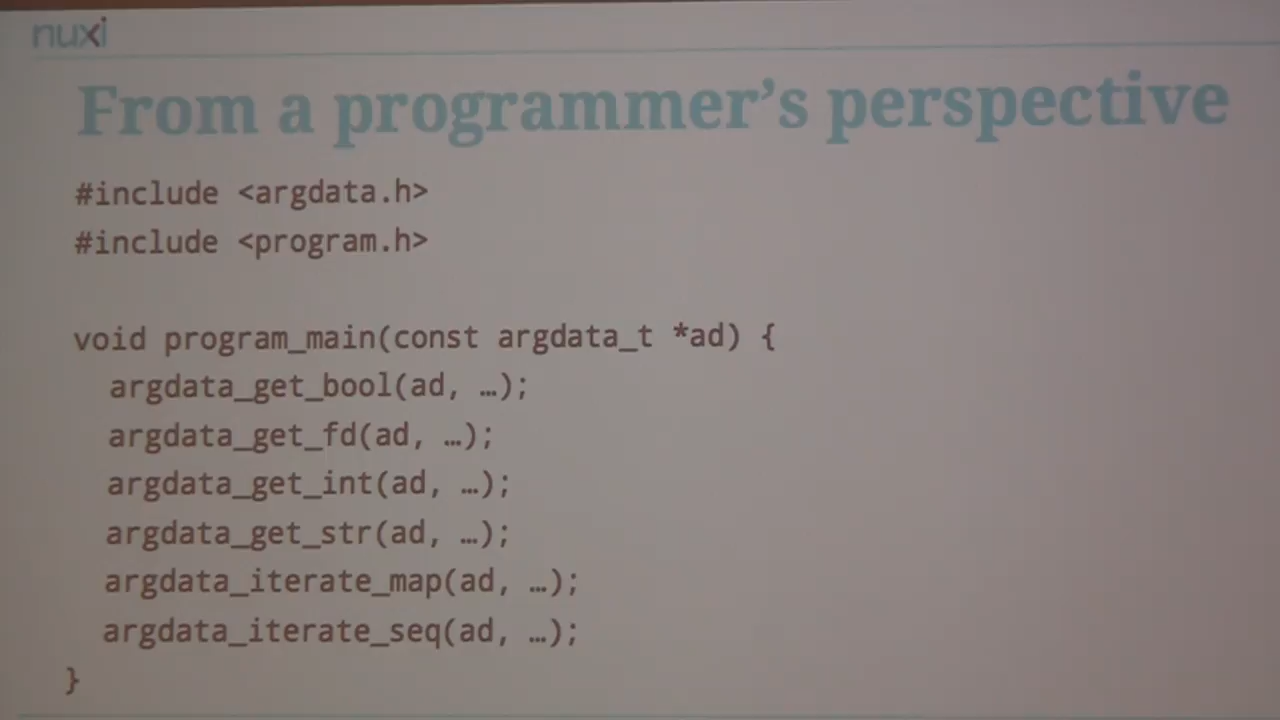 nuxi
From a programmer’s perspective
#include <argdata.h>
#include <program.h>
void program_main(const argdata_t *ad) {
argdata_get_bool(ad, …);
argdata_get_fd(ad, …);
argdata_get_int(ad, …);
argdata_get_str(ad, …);
argdata_iterate_map(ad, …);
argdata_iterate_seq(ad, …);
}